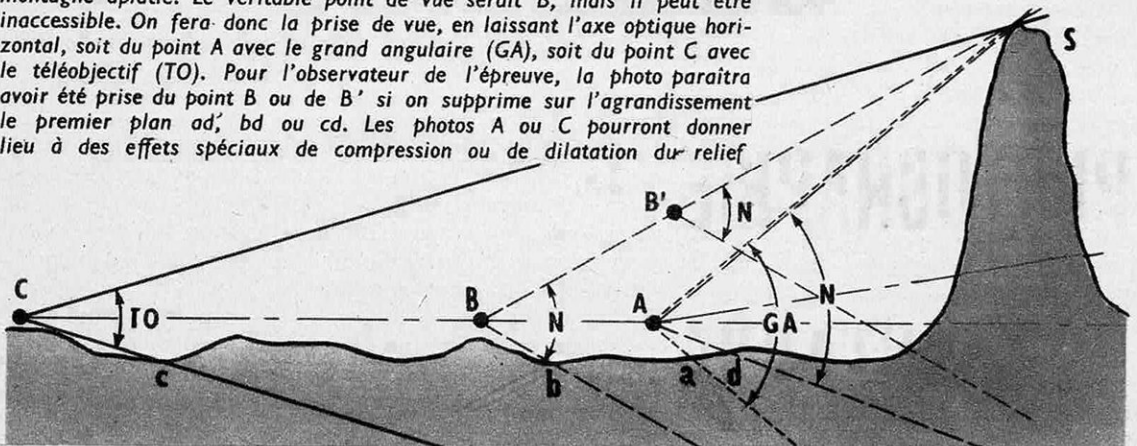 montagne aplatie. Le véritable point de vue serait B, mais il peut être
inaccessible. On fera donc la prise de vue, en laissant l'axe optique hori-
zontal, soit du point A avec le grand angulaire (GA), soit du point C avec
le téléobjectif (TO). Pour l'observateur de l'épreuve, la photo paraîtra
avoir été prise du point B ou de B' si on supprime sur l'agrandissement
le premier plan ad, bd ou cd. Les photos A ou C pourront donner
lieu à des effets spéciaux de compression ou de dilatation du relief
S
B'
N
C
TO
B
N
A
GA
N
c
b
a
d